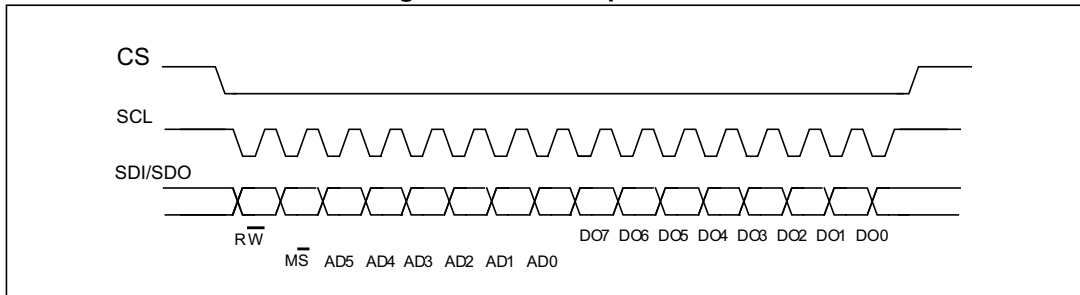 CS
SCL
SDI/SDO
RW̅ DO7 DO6 DO5 DO4 DO3 DO2 DO1 DO0
MS̅ AD5 AD4 AD3 AD2 AD1 AD0